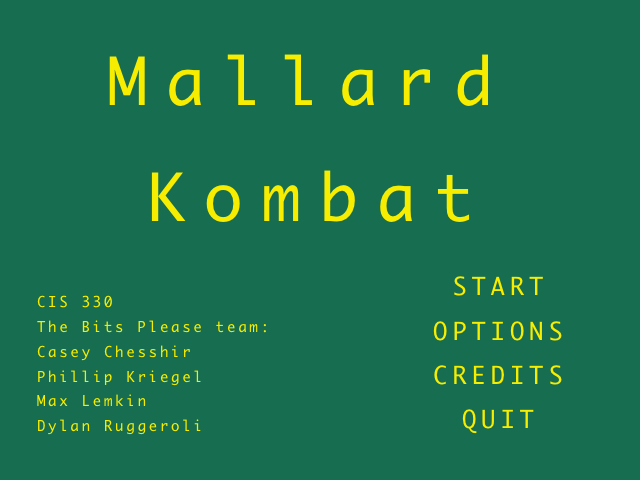 Mallard
Kombat
CIS 330
The Bits Please team:
Casey Chesshir
Phillip Kriegel
Max Lemkin
Dylan Ruggeroli
START
OPTIONS
CREDITS
QUIT